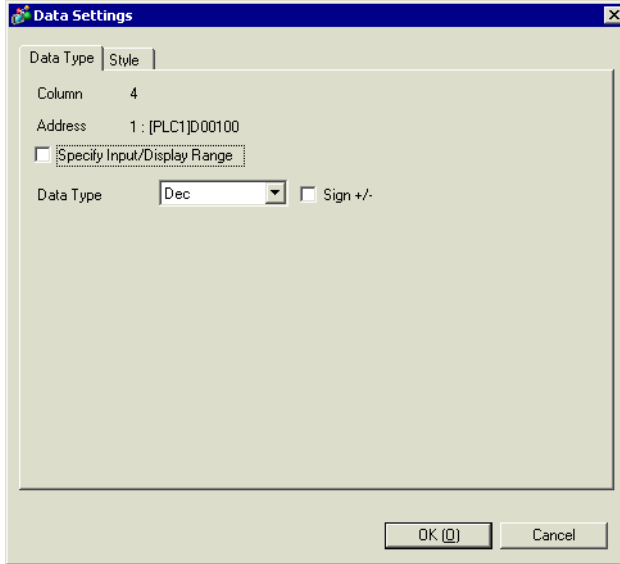 Data Settings
Data Type Style
Column 4
Address 1 : [PLC1]D00100
Specify Input/Display Range
Data Type Dec Sign +/-
OK (O) Cancel